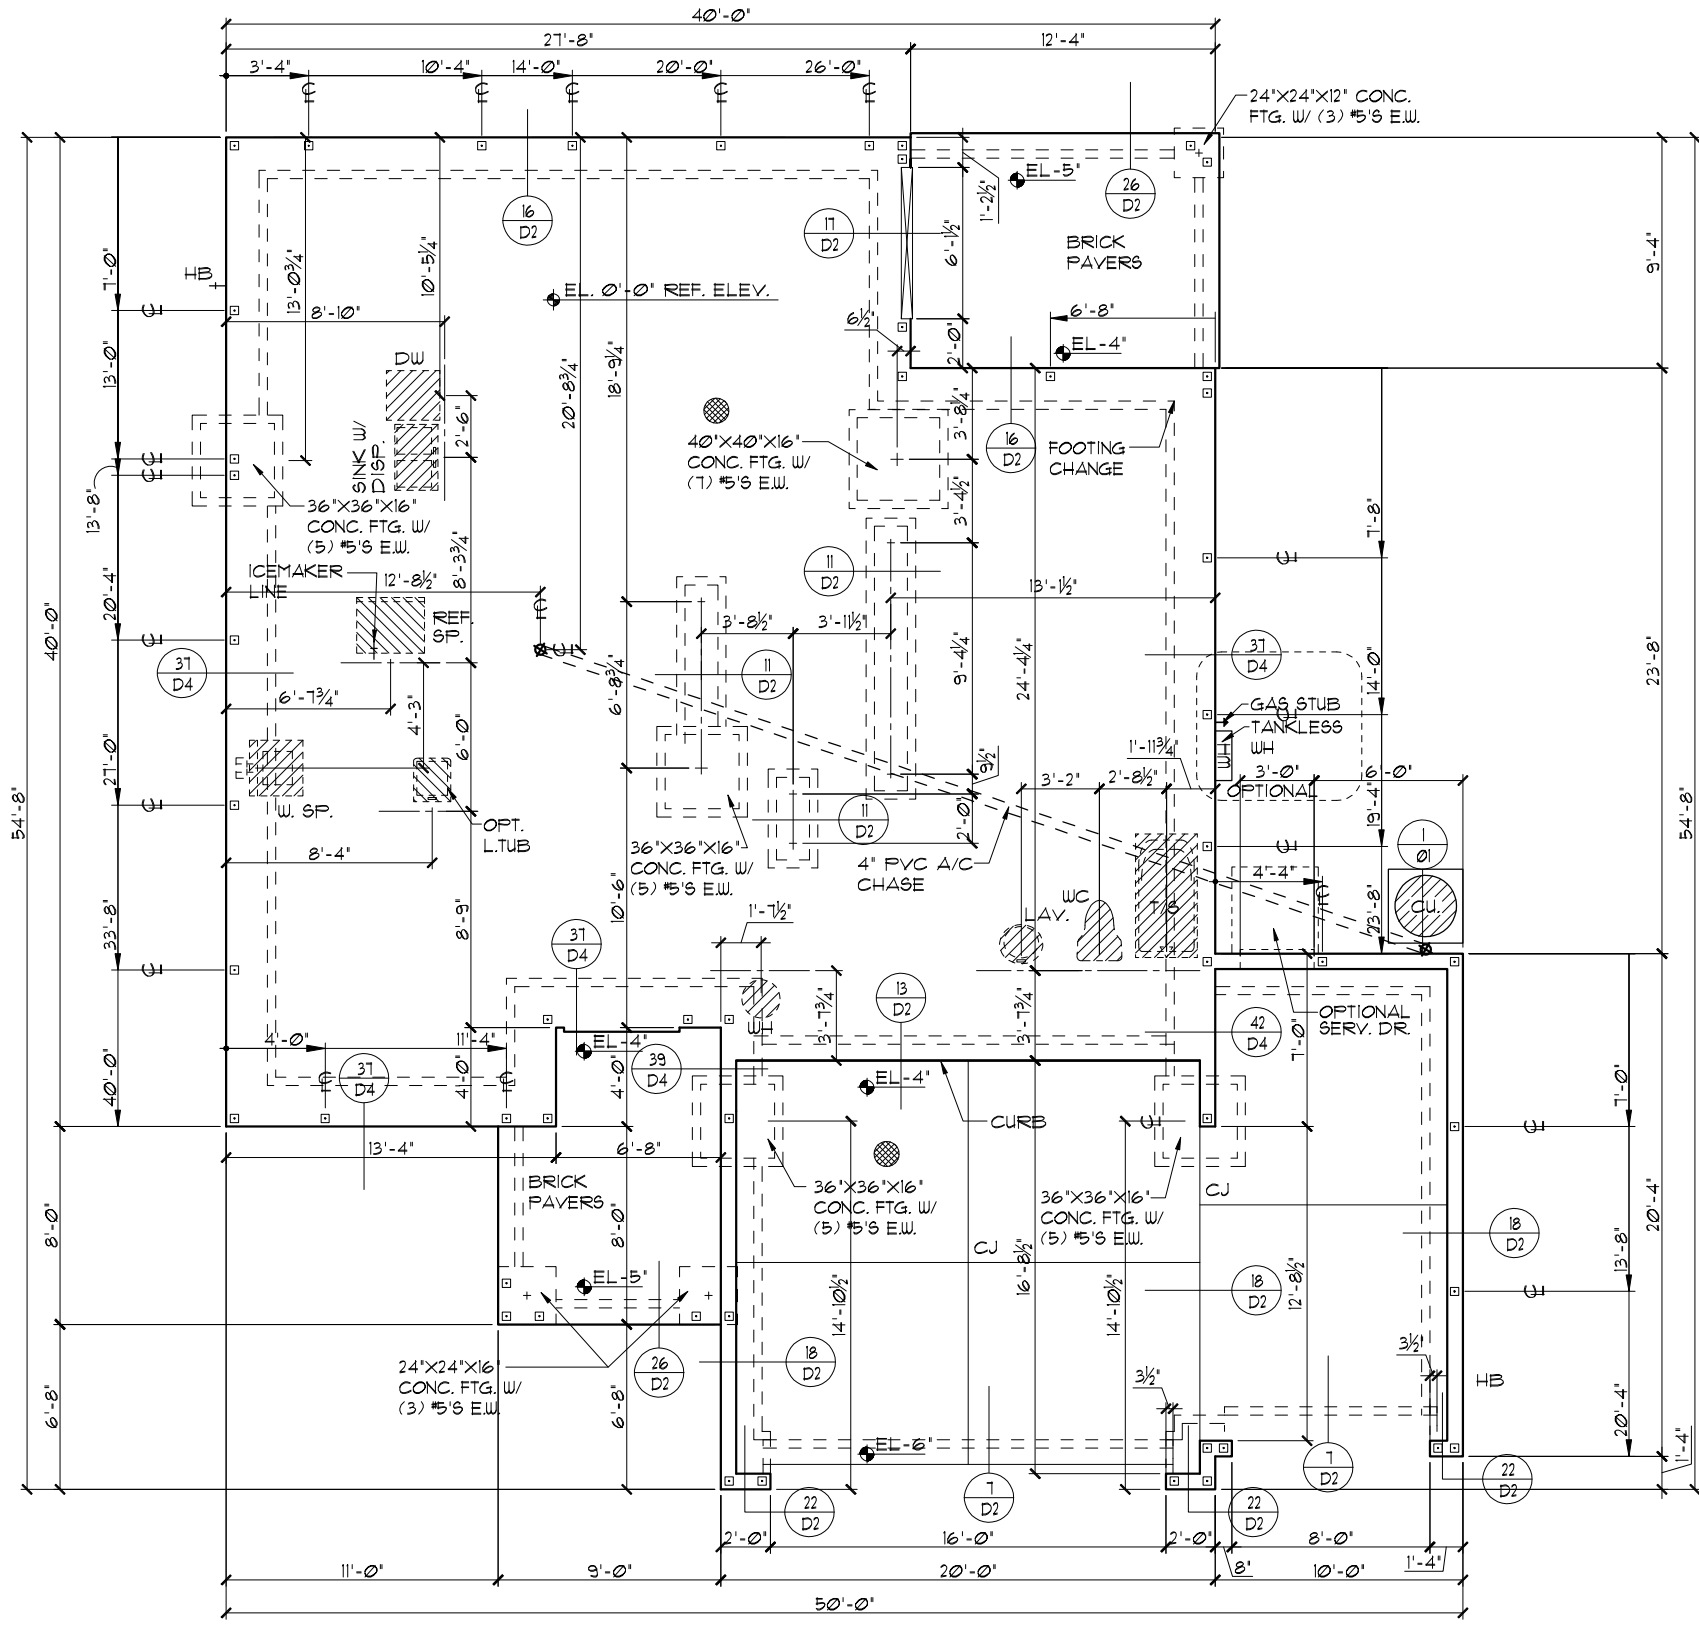 40'-0"
27'-8"
12'-4"
3'-4"
10'-4"
14'-0"
20'-0"
26'-0"
24"X24"X12" CONC.
FTG. W/ (3) #5'S E.W.
EL-5"
26
D2
16
D2
17
D2
1'-2½"
6'-1½"
BRICK
PAVERS
9'-4"
7'-0"
HB
13'-0¾"
10'-5¼"
EL. 0'-0" REF. ELEV.
8'-10"
6½"
6'-8"
2'-0"
EL-4"
13'-0"
DW
20'-8¾"
18'-9¼"
2'-6"
SINK W/
DISP.
40"X40"X16"
CONC. FTG. W/
(7) #5'S E.W.
3'-8¼"
16
D2
FOOTING
CHANGE
13'-8"
36"X36"X16"
CONC. FTG. W/
(5) #5'S E.W.
3'-4½"
7'-8"
8'-3¾"
ICEMAKER
LINE
12'-8½"
11
D2
13'-1½"
20'-4"
40'-0"
REF.
SP.
3'-8½"
3'-11½"
9'-4¼"
24'-4¼"
37
D4
37
D4
11
D2
6'-8¾"
14'-0"
23'-8"
6'-7¾"
4'-3"
6'-0"
GAS STUB
TANKLESS
WH
HB
27'-0"
9½"
1'-11¾"
3'-2"
2'-8½"
3'-0"
6'-0"
OPTIONAL
W. SP.
OPT.
L.TUB
11
D2
2'-0"
19'-4"
54'-8"
54'-8"
8'-4"
36"X36"X16"
CONC. FTG. W/
(5) #5'S E.W.
4" PVC A/C
CHASE
1
01
4'-4"
C.U.
WC
LAV.
T/S
10'-6"
1'-7½"
8'-9"
33'-8"
23'-8"
37
D4
13
D2
3'-7¾"
3'-7¾"
WH
42
D4
7'-0"
OPTIONAL
SERV. DR.
4'-0"
11'-4"
EL-4"
39
D4
37
D4
4'-0"
4'-0"
40'-0"
EL-4"
CURB
7'-0"
13'-4"
6'-8"
BRICK
PAVERS
36"X36"X16"
CONC. FTG. W/
(5) #5'S E.W.
36"X36"X16"
CONC. FTG. W/
(5) #5'S E.W.
CJ
CJ
8'-0"
8'-0"
20'-4"
18
D2
13'-8"
EL-5"
16'-8½"
18
D2
12'-8½"
14'-10½"
14'-10½"
24"X24"X16"
CONC. FTG. W/
(3) #5'S E.W.
26
D2
18
D2
3½"
3½"
HB
6'-8"
6'-8"
EL-6"
20'-4"
1'-4"
7
D2
7
D2
22
D2
22
D2
22
D2
2'-0"
16'-0"
2'-0"
8'-0"
8"
1'-4"
11'-0"
9'-0"
20'-0"
10'-0"
50'-0"